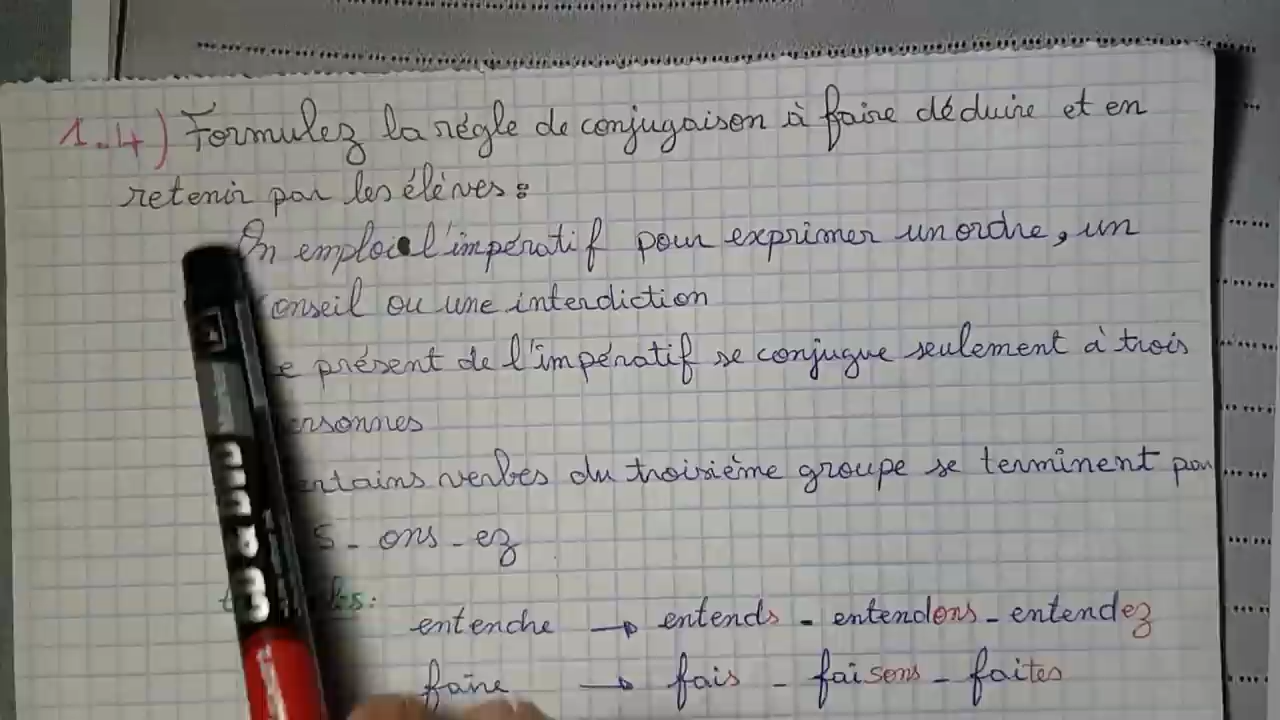 1.4) Formulez la régle de conjugaison à faire déduire et en
retenir par les élèves :
On emploie l'impératif pour exprimer un ordre, un
onseil ou une interdiction
e présent de l'impératif se conjugue seulement à trois
ersonnes
ertains verbes du troisième groupe se terminent par
s - ons - ez
les:
entendre → entends - entendons - entendez
faire → fais - faisons - faites